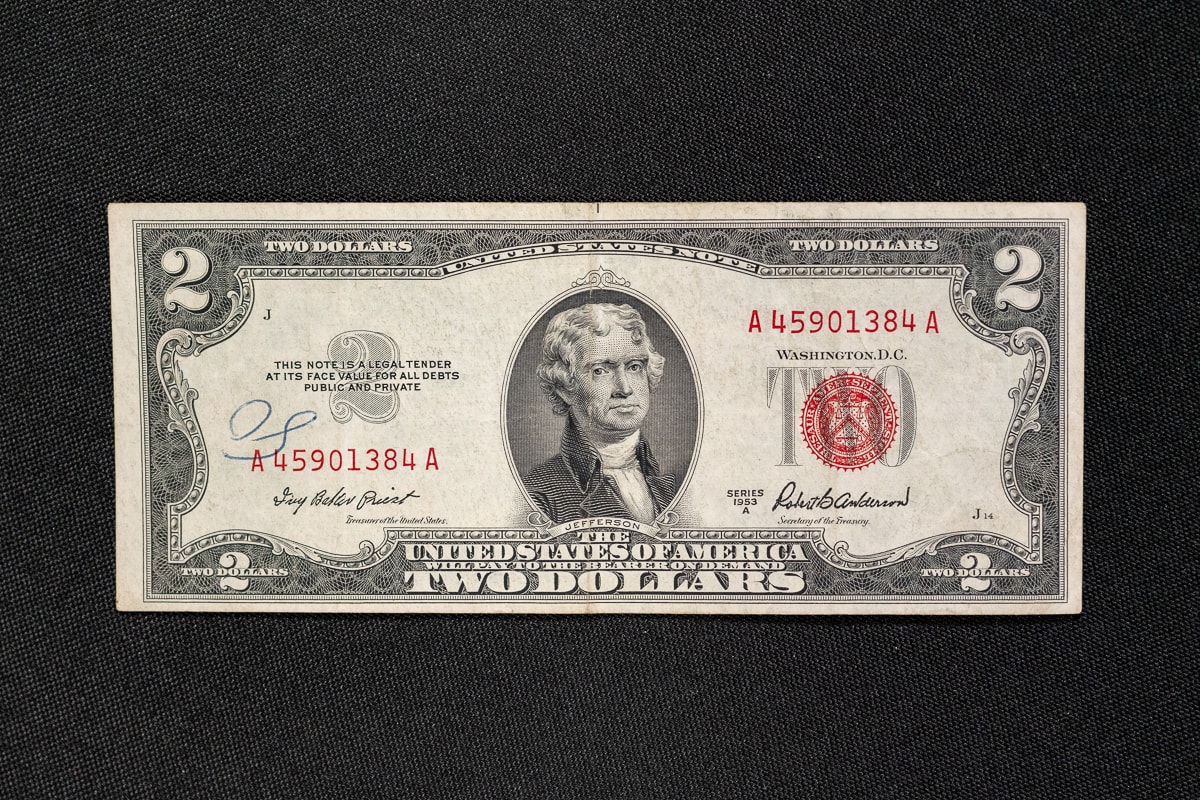 2 TWO DOLLARS UNITED STATES NOTE TWO DOLLARS 2
J
A 45901384 A
WASHINGTON, D.C.
THIS NOTE IS A LEGAL TENDER
AT ITS FACE VALUE FOR ALL DEBTS
PUBLIC AND PRIVATE
2
TWO
A 45901384 A
Ivy Baker Priest
Treasurer of the United States.
SERIES
1953
A
Robert B Anderson
Secretary of the Treasury.
J 14
JEFFERSON
THE
UNITED STATES OF AMERICA
WILL PAY TO THE BEARER ON DEMAND
TWO DOLLARS
TWO 2 DOLLARS
TWO 2 DOLLARS